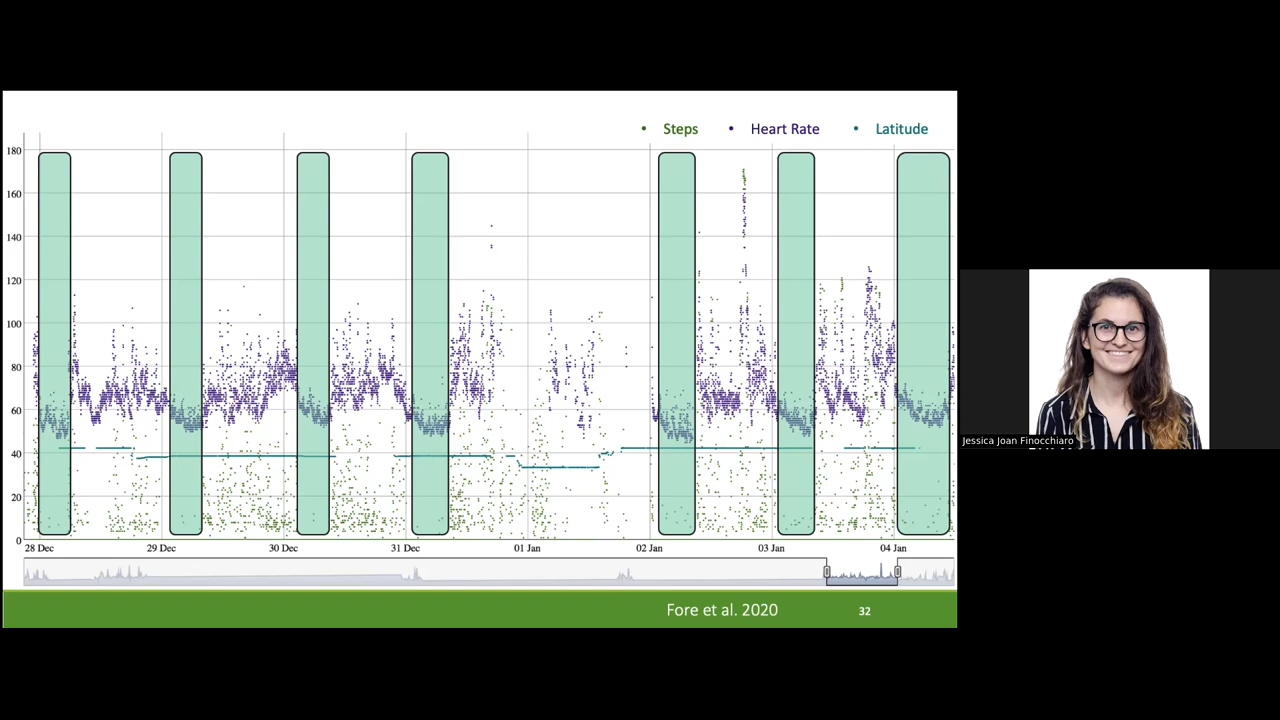 • Steps • Heart Rate • Latitude
180
160
140
120
100
80
60
40
20
0
28 Dec 29 Dec 30 Dec 31 Dec 01 Jan 02 Jan 03 Jan 04 Jan
Fore et al. 2020 32
Jessica Joan Finocchiaro